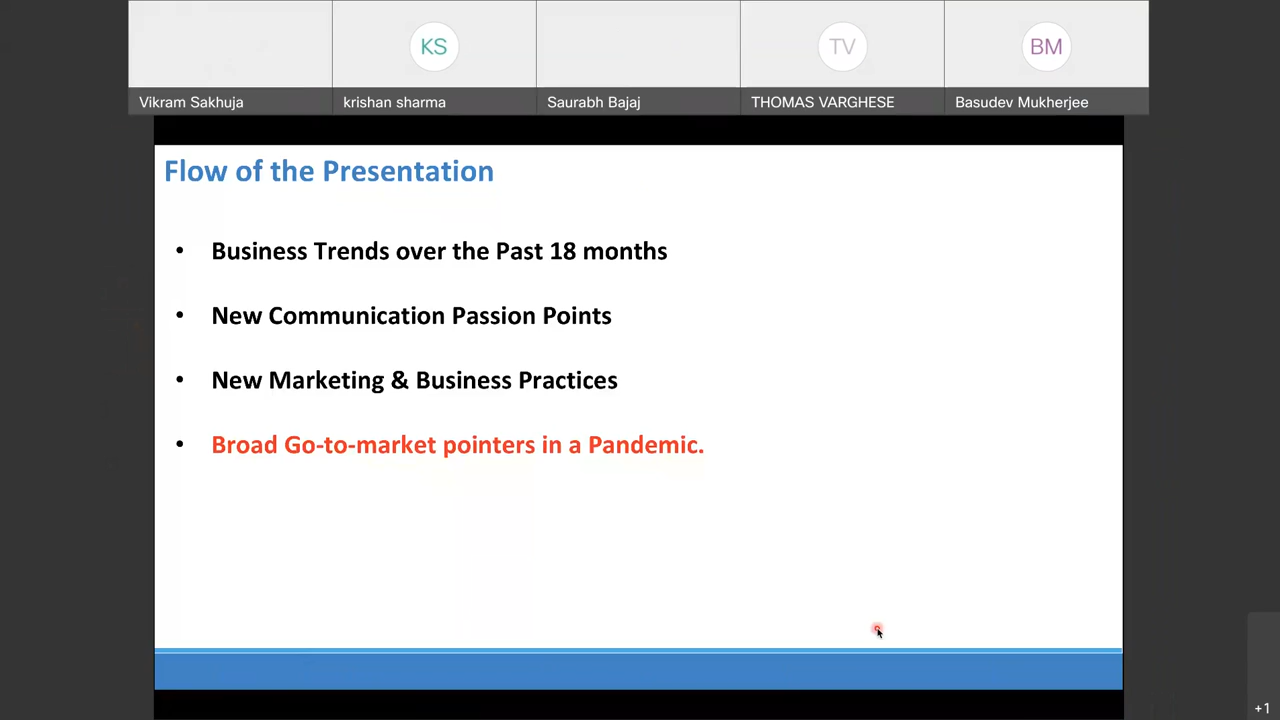 KS
TV
BM
Vikram Sakhuja
krishan sharma
Saurabh Bajaj
THOMAS VARGHESE
Basudev Mukherjee
Flow of the Presentation
• Business Trends over the Past 18 months
• New Communication Passion Points
• New Marketing & Business Practices
• Broad Go-to-market pointers in a Pandemic.
+1